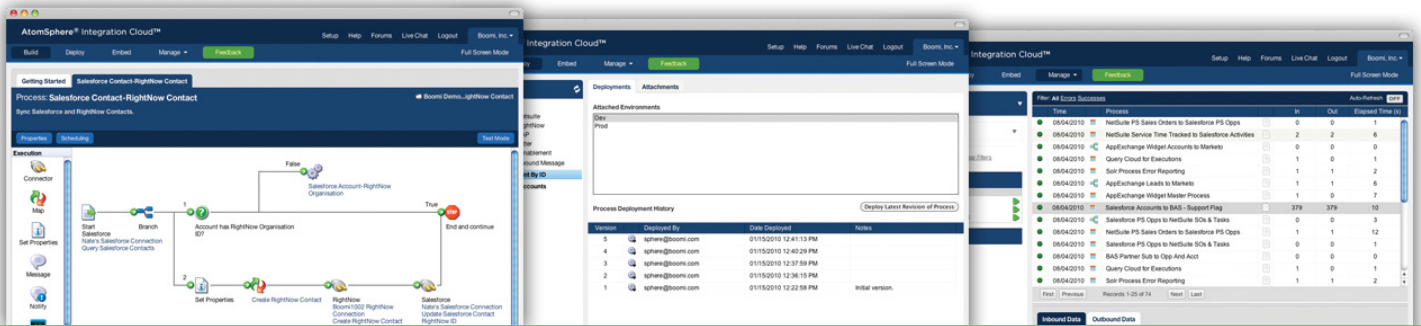 AtomSphere® Integration Cloud™
Setup Help Forums Live Chat Logout Boomi, Inc.
Build Deploy Embed Manage Feedback Full Screen Mode
Getting Started Salesforce Contact-RightNow Contact
Process: Salesforce Contact-RightNow Contact
Boomi Demo...ightNow Contact
Sync Salesforce and RightNow Contacts.
Properties Scheduling Test Mode
Execution
Connector
Map
Set Properties
Message
Notify
False
Salesforce Account-RightNow
Organisation
1
True
STOP
Start
Salesforce
Nate's Salesforce Connection
Query Salesforce Contacts
Branch
Account has RightNow Organisation
ID?
End and continue
2
Set Properties
Create RightNow Contact
RightNow
Boomi1002 RightNow
Connection
Create RightNow Contact
Salesforce
Nate's Salesforce Connection
Update Salesforce Contact
RightNow ID
Integration Cloud™
Setup Help Forums Live Chat Logout Boomi, Inc.
Embed Manage Feedback Full Screen Mode
Deployments Attachments
Attached Environments
Dev
Prod
ound Message
nt By ID
ccounts
Process Deployment History
Deploy Latest Revision of Process
Version Deployed By Date Deployed Notes
5 sphere@boomi.com 01/15/2010 12:41:13 PM
4 sphere@boomi.com 01/15/2010 12:40:29 PM
3 sphere@boomi.com 01/15/2010 12:37:59 PM
2 sphere@boomi.com 01/15/2010 12:36:15 PM
1 sphere@boomi.com 01/15/2010 12:22:58 PM Initial version.
Integration Cloud™
Setup Help Forums Live Chat Logout Boomi, Inc.
Embed Manage Feedback Full Screen Mode
Filter: All Errors Successes Auto-Refresh OFF
Time Process In Out Elapsed Time (s)
08/04/2010 NetSuite PS Sales Orders to Salesforce PS Opps 0 0 1
08/04/2010 NetSuite Service Time Tracked to Salesforce Activities 2 2 6
08/04/2010 AppExchange Widget Accounts to Marketo 0 0 0
08/04/2010 Query Cloud for Executions 1 0 1
08/04/2010 Solr Process Error Reporting 1 1 2
08/04/2010 AppExchange Leads to Marketo 1 1 6
08/04/2010 AppExchange Widget Master Process 1 0 7
08/04/2010 Salesforce Accounts to BAS - Support Flag 379 379 10
08/04/2010 Salesforce PS Opps to NetSuite SOs & Tasks 0 0 3
08/04/2010 NetSuite PS Sales Orders to Salesforce PS Opps 1 1 12
08/04/2010 Salesforce PS Opps to NetSuite SOs & Tasks 0 0 1
08/04/2010 BAS Partner Sub to Opp And Acct 0 0 1
08/04/2010 Query Cloud for Executions 1 0 1
08/04/2010 Solr Process Error Reporting 1 1 2
First Previous Records 1-25 of 74 Next Last
Inbound Data Outbound Data